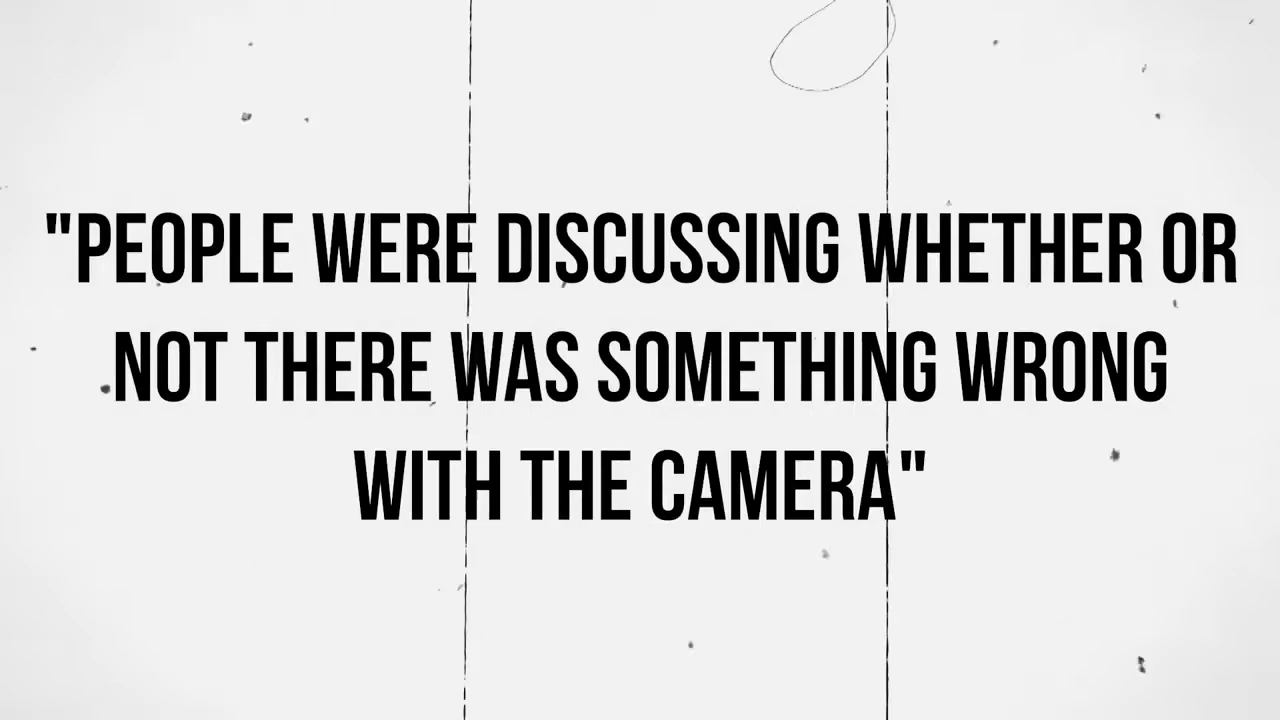 "PEOPLE WERE DISCUSSING WHETHER OR
NOT THERE WAS SOMETHING WRONG
WITH THE CAMERA"